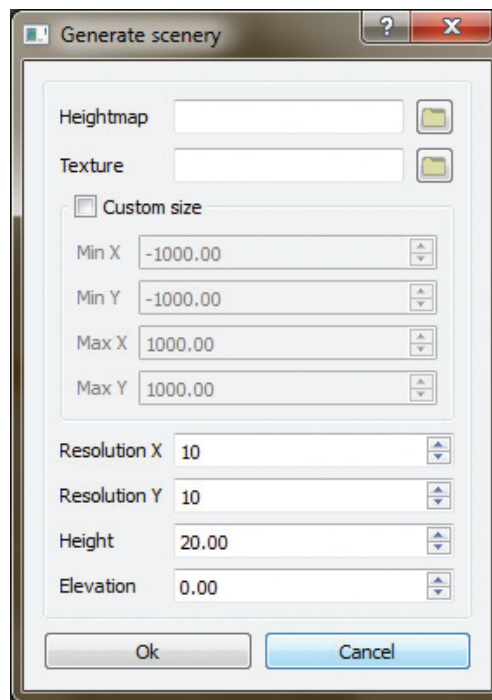 Generate scenery ? X
Heightmap
Texture
Custom size
Min X -1000.00
Min Y -1000.00
Max X 1000.00
Max Y 1000.00
Resolution X 10
Resolution Y 10
Height 20.00
Elevation 0.00
Ok Cancel